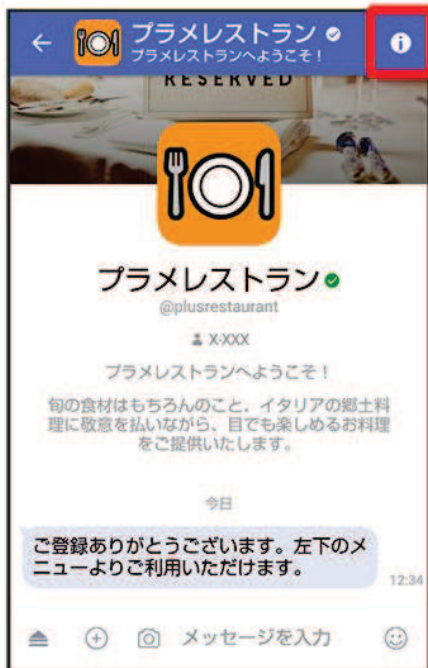 プラメレストラン
プラメレストランへようこそ！
RESERVED
プラメレストラン
@plusrestaurant
X-XXX
プラメレストランへようこそ！
旬の食材はもちろんのこと、イタリアの郷土料
理に敬意を払いながら、目でも楽しめるお料理
をご提供いたします。
今日
ご登録ありがとうございます。左下のメ
ニューよりご利用いただけます。
12:34
メッセージを入力